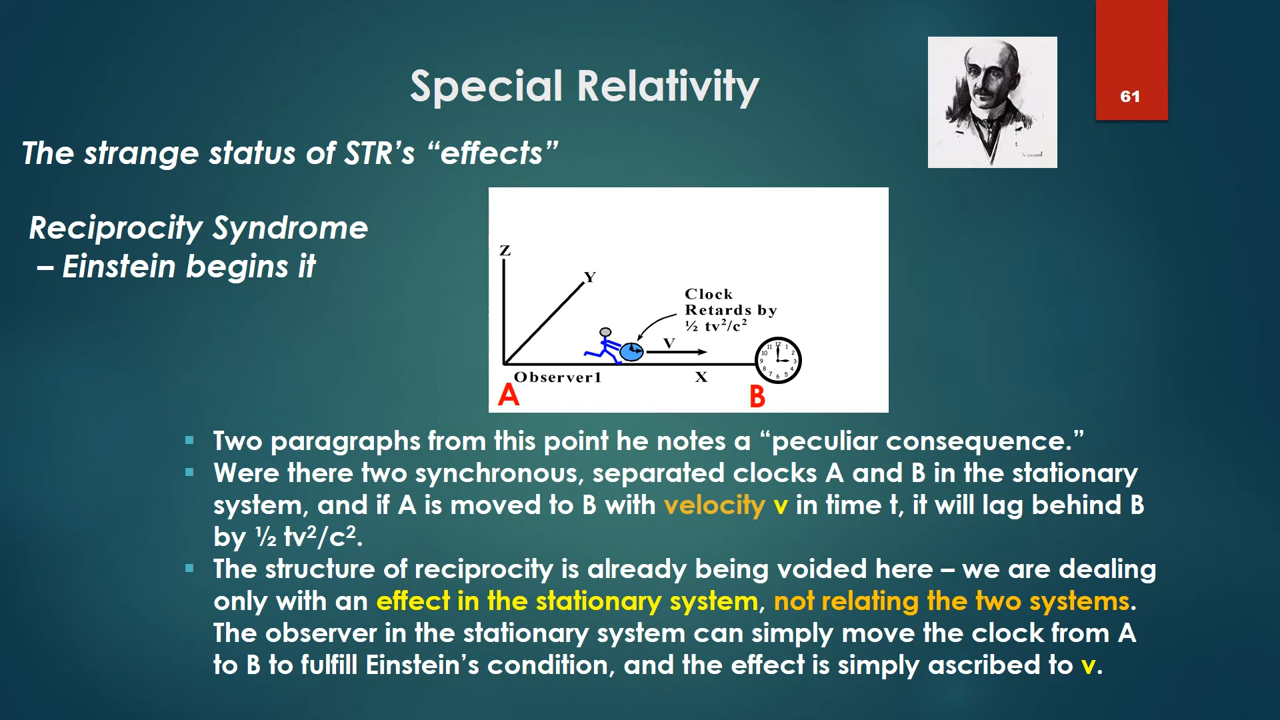 61
Special Relativity
The strange status of STR's “effects”
Reciprocity Syndrome
– Einstein begins it
Z
Y
Clock
Retards by
½ tv²/c²
V
Observer1
X
A
B
▪ Two paragraphs from this point he notes a “peculiar consequence.”
▪ Were there two synchronous, separated clocks A and B in the stationary
system, and if A is moved to B with velocity v in time t, it will lag behind B
by ½ tv²/c².
▪ The structure of reciprocity is already being voided here – we are dealing
only with an effect in the stationary system, not relating the two systems.
The observer in the stationary system can simply move the clock from A
to B to fulfill Einstein's condition, and the effect is simply ascribed to v.